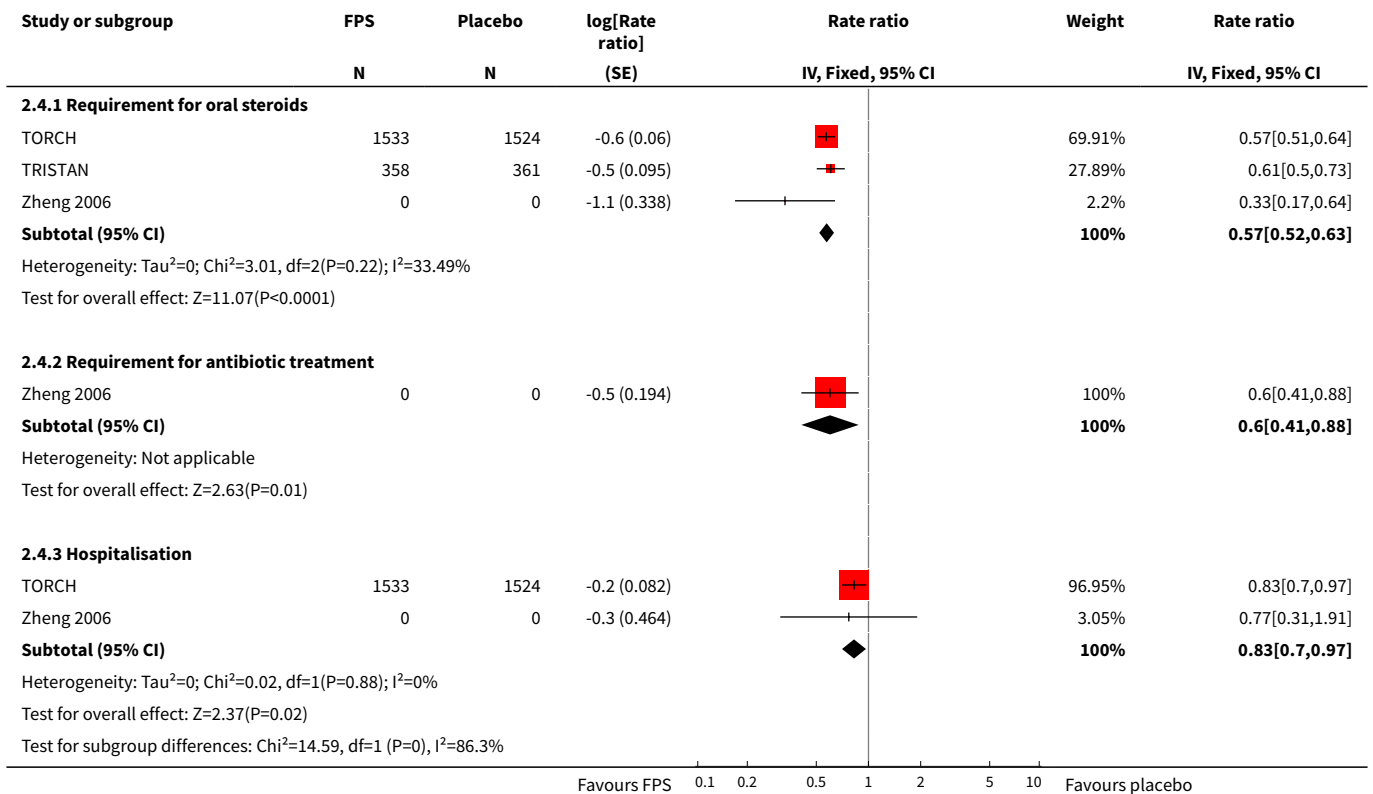 Study or subgroup FPS Placebo log[Rate ratio] Rate ratio Weight Rate ratio
N N (SE) IV, Fixed, 95% CI IV, Fixed, 95% CI
2.4.1 Requirement for oral steroids
TORCH 1533 1524 -0.6 (0.06) 69.91% 0.57[0.51,0.64]
TRISTAN 358 361 -0.5 (0.095) 27.89% 0.61[0.5,0.73]
Zheng 2006 0 0 -1.1 (0.338) 2.2% 0.33[0.17,0.64]
Subtotal (95% CI) 100% 0.57[0.52,0.63]
Heterogeneity: Tau²=0; Chi²=3.01, df=2(P=0.22); I²=33.49%
Test for overall effect: Z=11.07(P<0.0001)
2.4.2 Requirement for antibiotic treatment
Zheng 2006 0 0 -0.5 (0.194) 100% 0.6[0.41,0.88]
Subtotal (95% CI) 100% 0.6[0.41,0.88]
Heterogeneity: Not applicable
Test for overall effect: Z=2.63(P=0.01)
2.4.3 Hospitalisation
TORCH 1533 1524 -0.2 (0.082) 96.95% 0.83[0.7,0.97]
Zheng 2006 0 0 -0.3 (0.464) 3.05% 0.77[0.31,1.91]
Subtotal (95% CI) 100% 0.83[0.7,0.97]
Heterogeneity: Tau²=0; Chi²=0.02, df=1(P=0.88); I²=0%
Test for overall effect: Z=2.37(P=0.02)
Test for subgroup differences: Chi²=14.59, df=1 (P=0), I²=86.3%
Favours FPS 0.1 0.2 0.5 1 2 5 10 Favours placebo